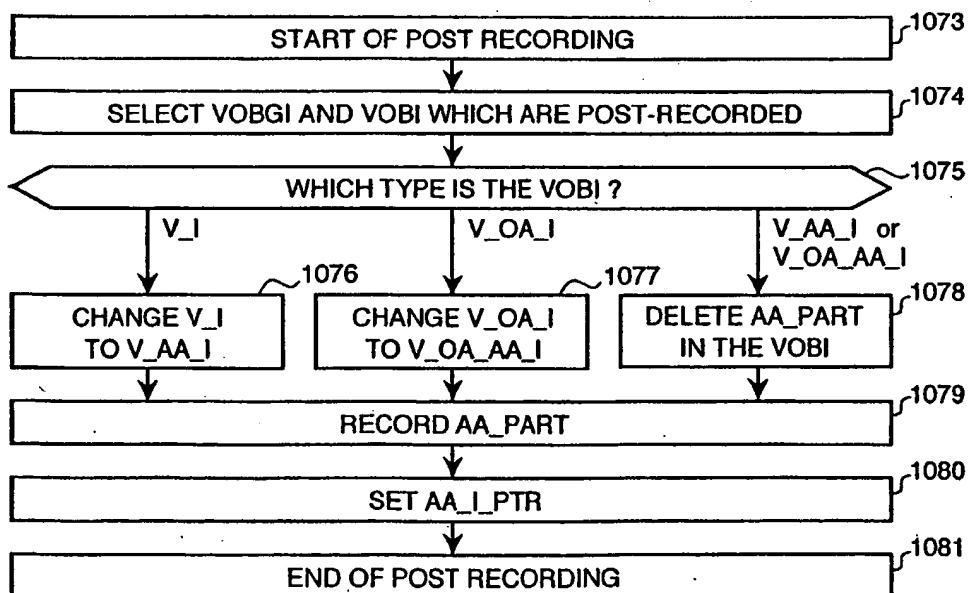 START OF POST RECORDING
1073
SELECT VOBGI AND VOBI WHICH ARE POST-RECORDED
1074
WHICH TYPE IS THE VOBI ?
1075
V_I
V_OA_I
V_AA_I or
V_OA_AA_I
1076
CHANGE V_I
TO V_AA_I
1077
CHANGE V_OA_I
TO V_OA_AA_I
1078
DELETE AA_PART
IN THE VOBI
1079
RECORD AA_PART
1080
SET AA_I_PTR
1081
END OF POST RECORDING